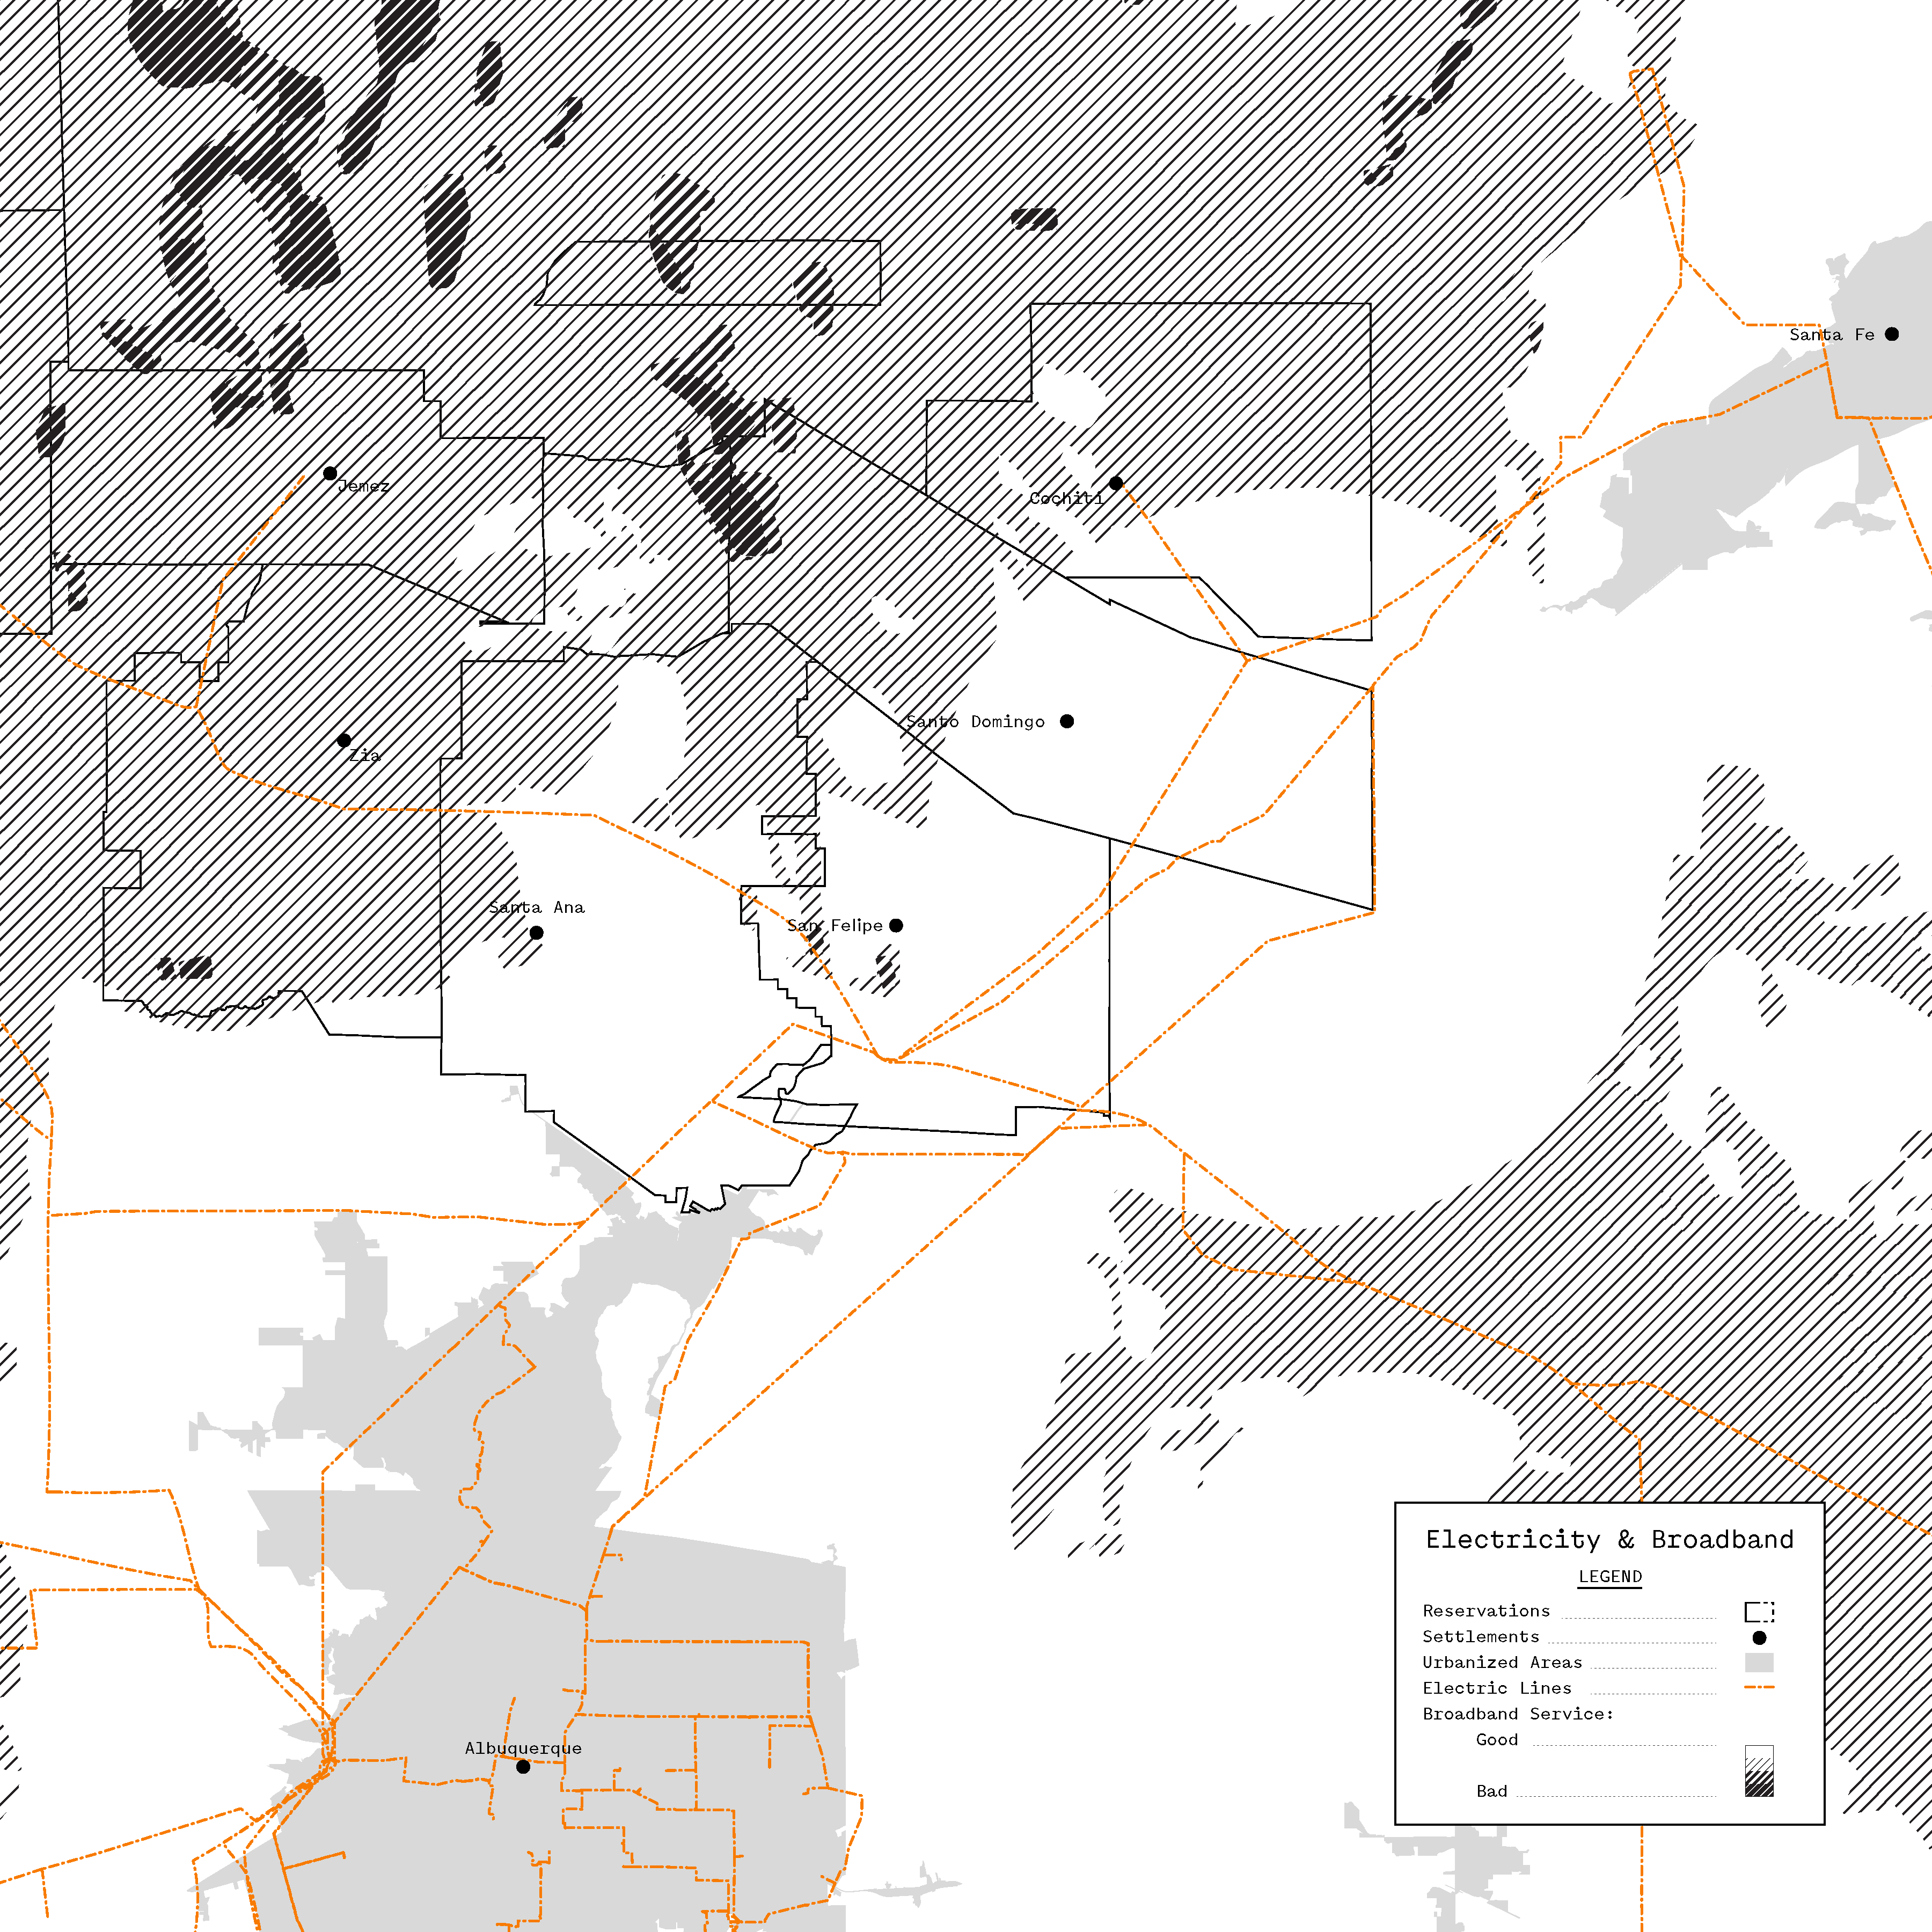 Santa Fe
Jemez
Cochiti
Santo Domingo
Zia
Santa Ana
San Felipe
Albuquerque
Electricity & Broadband
LEGEND
Reservations
Settlements
Urbanized Areas
Electric Lines
Broadband Service:
Good
Bad